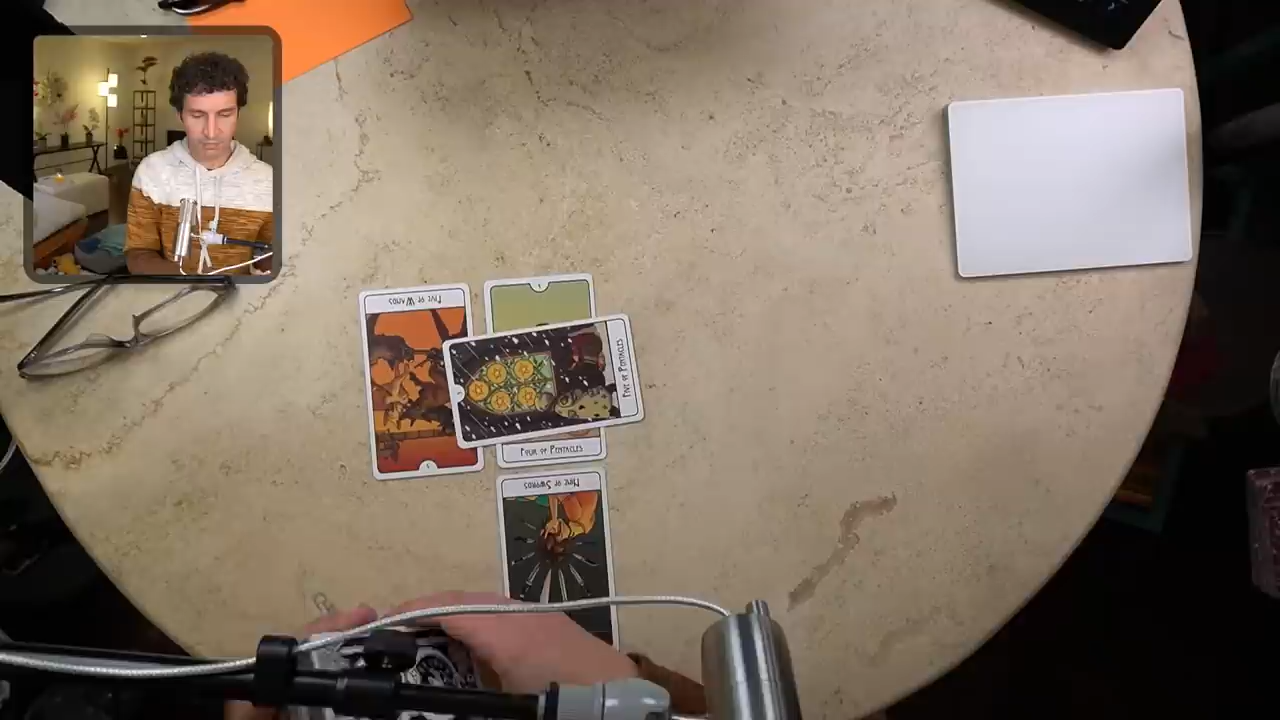 Five of Wands
Five of Pentacles
Four of Pentacles
Nine of Swords